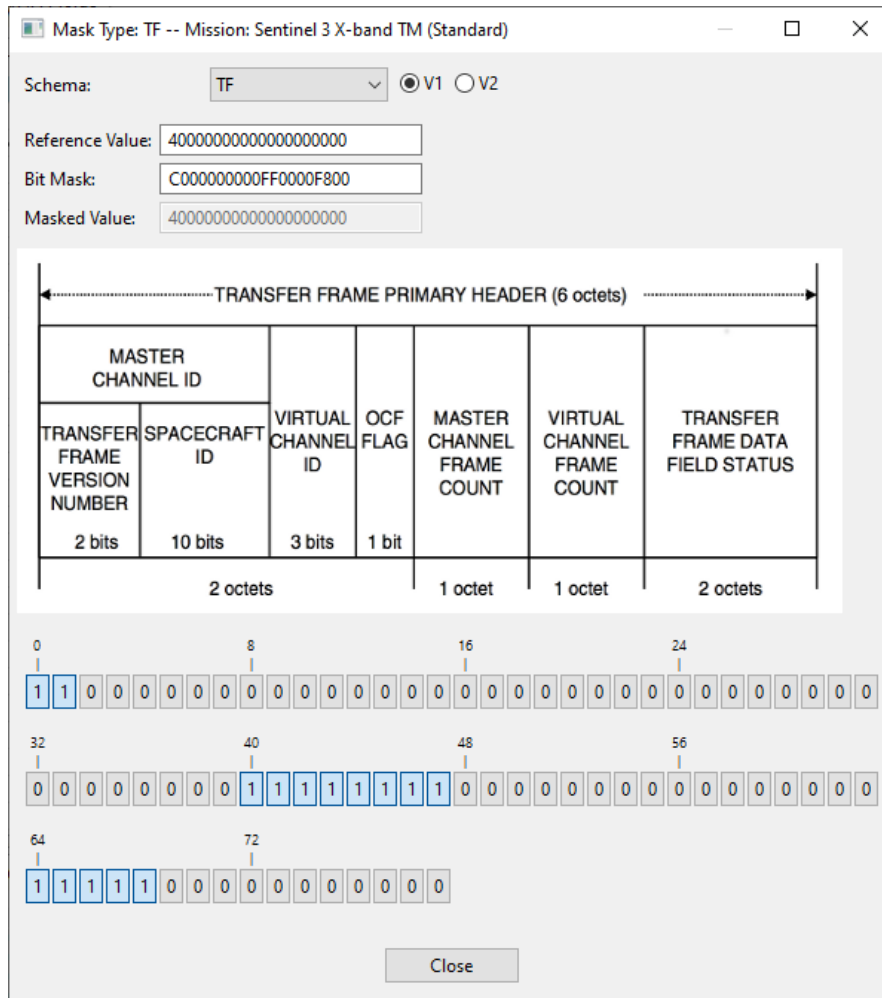 Mask Type: TF -- Mission: Sentinel 3 X-band TM (Standard)
Schema: TF V1 V2
Reference Value: 40000000000000000000
Bit Mask: C000000000FF0000F800
Masked Value: 40000000000000000000
TRANSFER FRAME PRIMARY HEADER (6 octets)
MASTER
CHANNEL ID
TRANSFER
FRAME
VERSION
NUMBER
2 bits
SPACECRAFT
ID
10 bits
VIRTUAL
CHANNEL
ID
3 bits
OCF
FLAG
1 bit
MASTER
CHANNEL
FRAME
COUNT
VIRTUAL
CHANNEL
FRAME
COUNT
TRANSFER
FRAME DATA
FIELD STATUS
2 octets 1 octet 1 octet 2 octets
0 8 16 24
1 1 0 0 0 0 0 0 0 0 0 0 0 0 0 0 0 0 0 0 0 0 0 0 0 0 0 0 0 0 0 0
32 40 48 56
0 0 0 0 0 0 0 0 1 1 1 1 1 1 1 1 0 0 0 0 0 0 0 0 0 0 0 0 0 0 0 0
64 72
1 1 1 1 1 0 0 0 0 0 0 0 0 0 0 0
Close